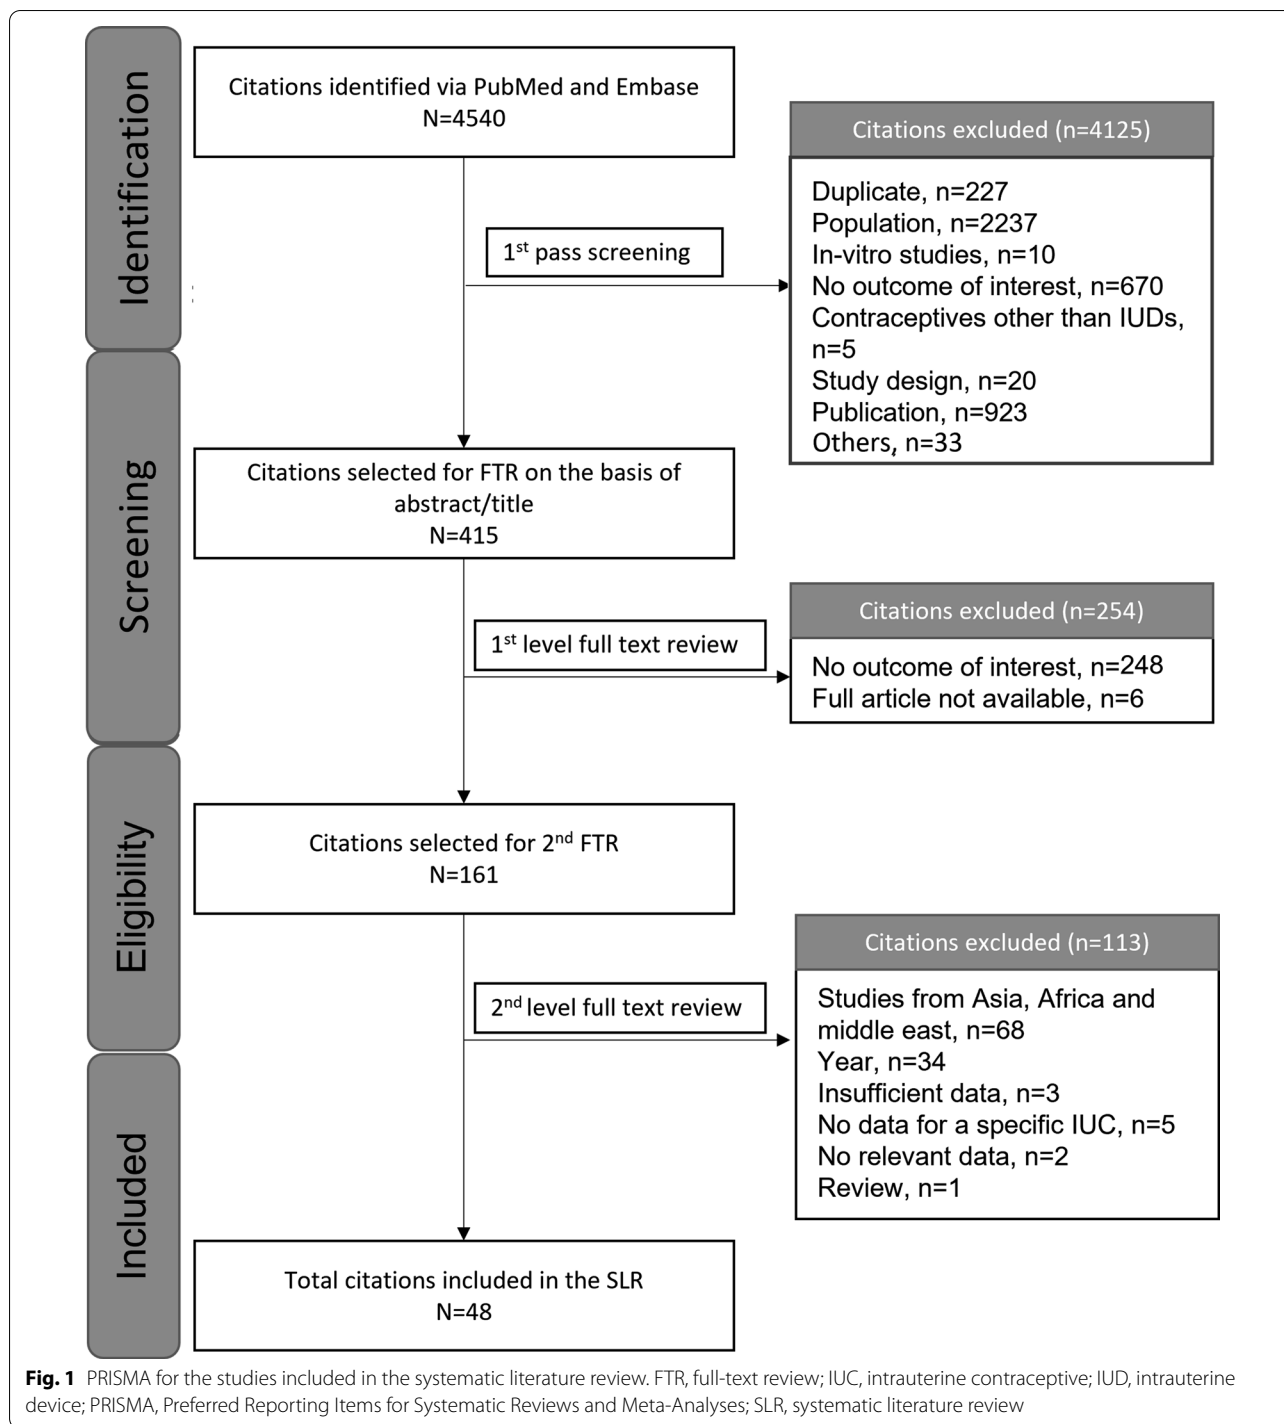 Identification
Citations identified via PubMed and Embase
N=4540
1st pass screening
Citations excluded (n=4125)
Duplicate, n=227
Population, n=2237
In-vitro studies, n=10
No outcome of interest, n=670
Contraceptives other than IUDs,
n=5
Study design, n=20
Publication, n=923
Others, n=33
Screening
Citations selected for FTR on the basis of
abstract/title
N=415
1st level full text review
Citations excluded (n=254)
No outcome of interest, n=248
Full article not available, n=6
Eligibility
Citations selected for 2nd FTR
N=161
2nd level full text review
Citations excluded (n=113)
Studies from Asia, Africa and
middle east, n=68
Year, n=34
Insufficient data, n=3
No data for a specific IUC, n=5
No relevant data, n=2
Review, n=1
Included
Total citations included in the SLR
N=48
Fig. 1 PRISMA for the studies included in the systematic literature review. FTR, full-text review; IUC, intrauterine contraceptive; IUD, intrauterine
device; PRISMA, Preferred Reporting Items for Systematic Reviews and Meta-Analyses; SLR, systematic literature review